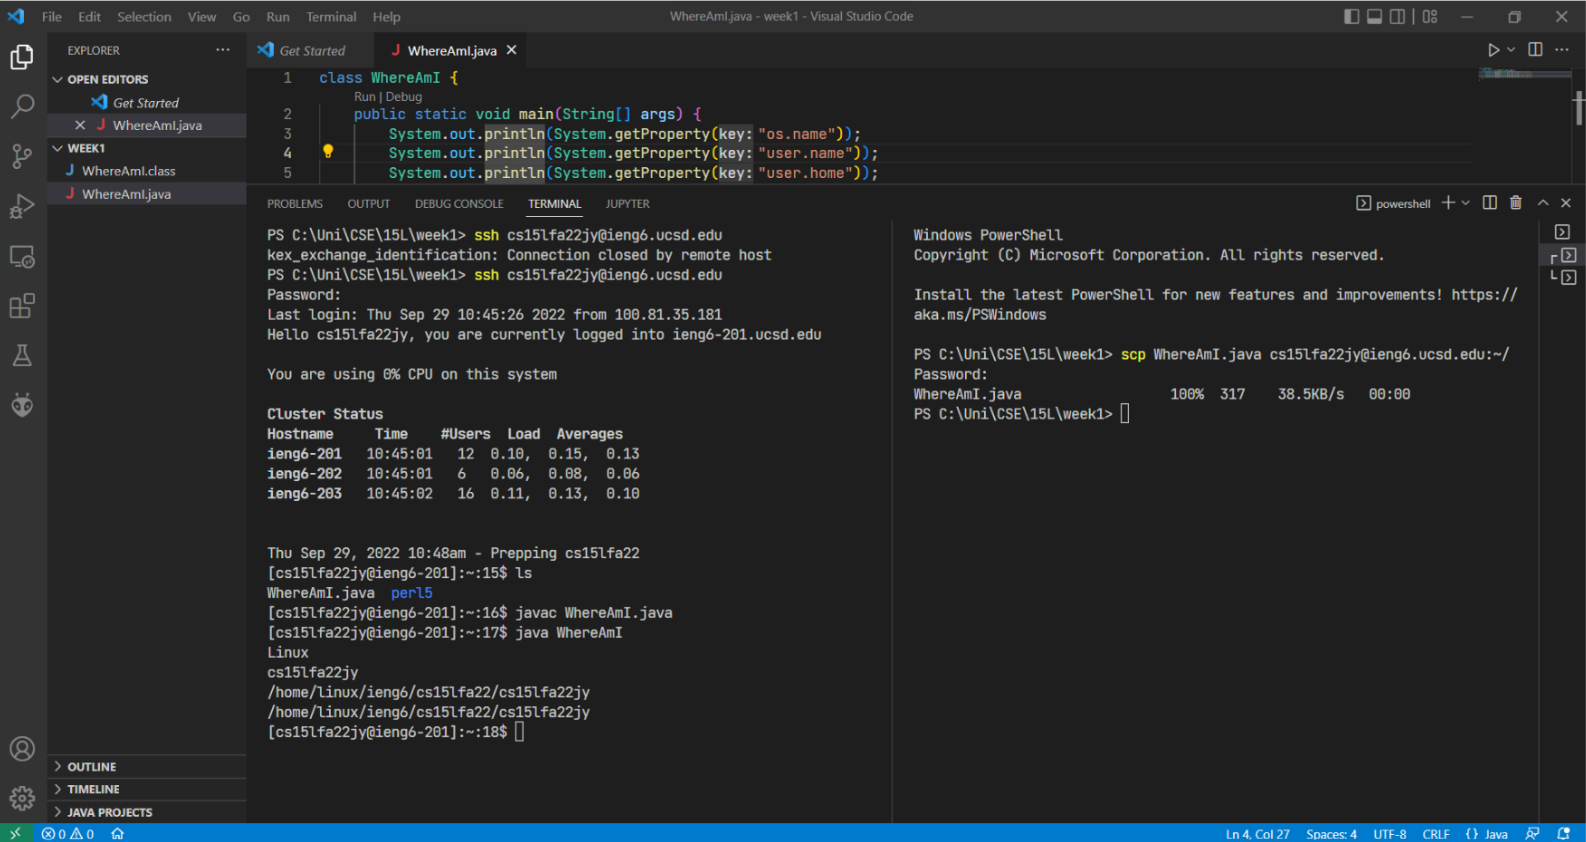 File Edit Selection View Go Run Terminal Help
WhereAmI.java - week1 - Visual Studio Code
EXPLORER
OPEN EDITORS
Get Started
WhereAmI.java
WEEK1
WhereAmI.class
WhereAmI.java
OUTLINE
TIMELINE
JAVA PROJECTS
Get Started
WhereAmI.java
1 class WhereAmI {
Run | Debug
2 public static void main(String[] args) {
3 System.out.println(System.getProperty(key: "os.name"));
4 System.out.println(System.getProperty(key: "user.name"));
5 System.out.println(System.getProperty(key: "user.home"));
PROBLEMS OUTPUT DEBUG CONSOLE TERMINAL JUPYTER
powershell
PS C:\Uni\CSE\15L\week1> ssh cs15lfa22jy@ieng6.ucsd.edu
kex_exchange_identification: Connection closed by remote host
PS C:\Uni\CSE\15L\week1> ssh cs15lfa22jy@ieng6.ucsd.edu
Password:
Last login: Thu Sep 29 10:45:26 2022 from 100.81.35.181
Hello cs15lfa22jy, you are currently logged into ieng6-201.ucsd.edu
You are using 0% CPU on this system
Cluster Status
Hostname Time #Users Load Averages
ieng6-201 10:45:01 12 0.10, 0.15, 0.13
ieng6-202 10:45:01 6 0.06, 0.08, 0.06
ieng6-203 10:45:02 16 0.11, 0.13, 0.10
Thu Sep 29, 2022 10:48am - Prepping cs15lfa22
[cs15lfa22jy@ieng6-201]:~:15$ ls
WhereAmI.java perl5
[cs15lfa22jy@ieng6-201]:~:16$ javac WhereAmI.java
[cs15lfa22jy@ieng6-201]:~:17$ java WhereAmI
Linux
cs15lfa22jy
/home/linux/ieng6/cs15lfa22/cs15lfa22jy
/home/linux/ieng6/cs15lfa22/cs15lfa22jy
[cs15lfa22jy@ieng6-201]:~:18$
Windows PowerShell
Copyright (C) Microsoft Corporation. All rights reserved.
Install the latest PowerShell for new features and improvements! https://
aka.ms/PSWindows
PS C:\Uni\CSE\15L\week1> scp WhereAmI.java cs15lfa22jy@ieng6.ucsd.edu:~/
Password:
WhereAmI.java 100% 317 38.5KB/s 00:00
PS C:\Uni\CSE\15L\week1>
0 0
Ln 4, Col 27 Spaces: 4 UTF-8 CRLF {} Java